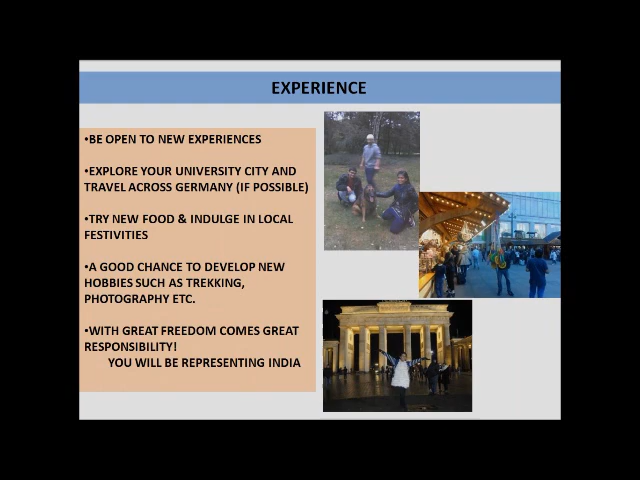 EXPERIENCE
•BE OPEN TO NEW EXPERIENCES
•EXPLORE YOUR UNIVERSITY CITY AND
TRAVEL ACROSS GERMANY (IF POSSIBLE)
•TRY NEW FOOD & INDULGE IN LOCAL
FESTIVITIES
•A GOOD CHANCE TO DEVELOP NEW
HOBBIES SUCH AS TREKKING,
PHOTOGRAPHY ETC.
•WITH GREAT FREEDOM COMES GREAT
RESPONSIBILITY!
YOU WILL BE REPRESENTING INDIA